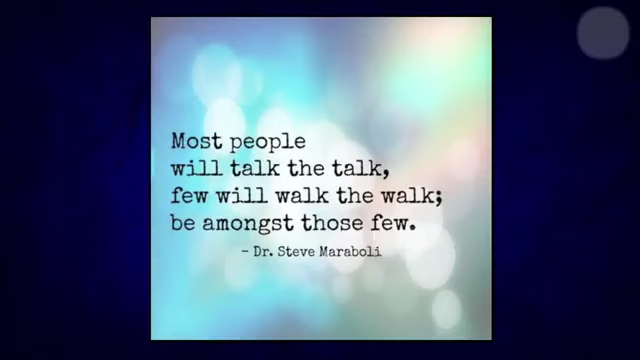 Most people
will talk the talk,
few will walk the walk;
be amongst those few.
- Dr. Steve Maraboli